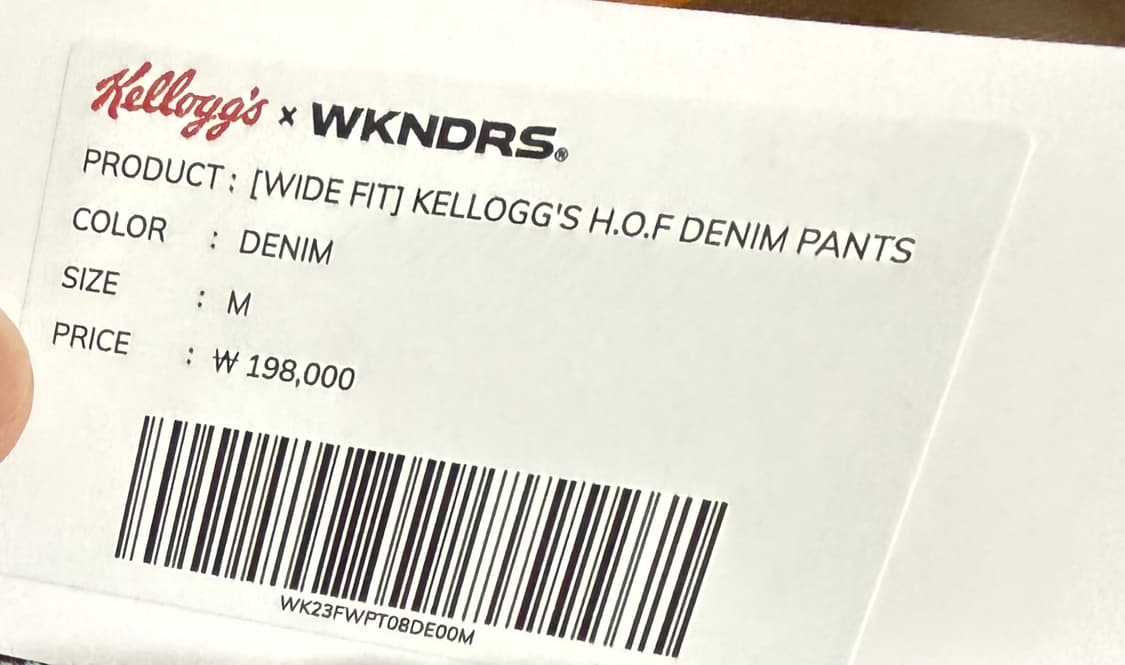 Kellogg's × WKNDRS®
PRODUCT : [WIDE FIT] KELLOGG'S H.O.F DENIM PANTS
COLOR : DENIM
SIZE : M
PRICE : ₩ 198,000
WK23FWPT08DE00M